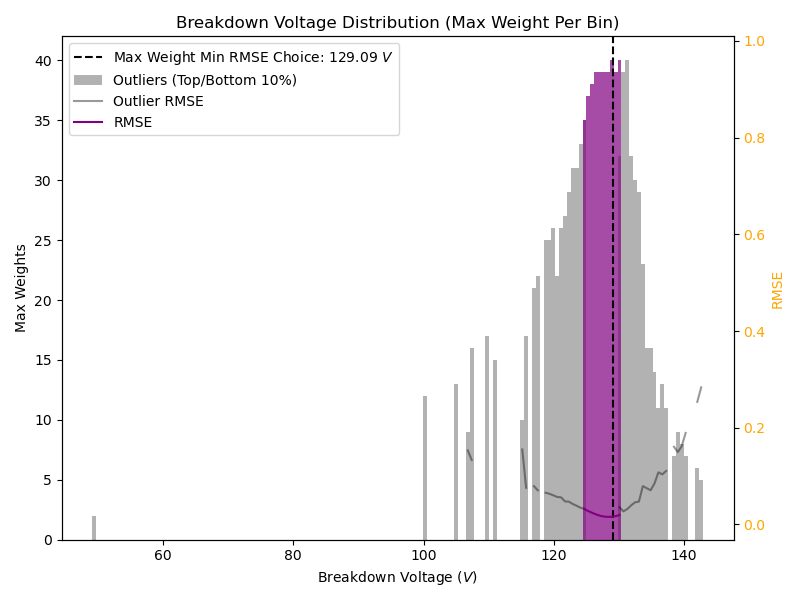 Breakdown Voltage Distribution (Max Weight Per Bin)
Max Weight Min RMSE Choice: 129.09 V
Outliers (Top/Bottom 10%)
Outlier RMSE
RMSE
40
35
30
25
20
15
10
5
0
Max Weights
1.0
0.8
0.6
0.4
0.2
0.0
RMSE
60
80
100
120
140
Breakdown Voltage (V)